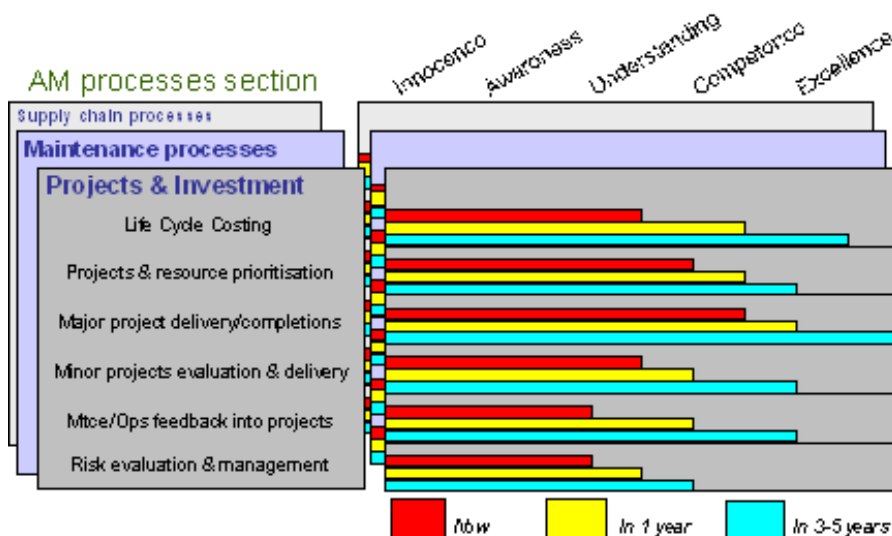 Innocence
Awareness
Understanding
Competence
Excellence
AM processes section
Supply chain processes
Maintenance processes
Projects & Investment
Life Cycle Costing
Projects & resource prioritisation
Major project delivery/completions
Minor projects evaluation & delivery
Mtce/Ops feedback into projects
Risk evaluation & management
Now
In 1 year
In 3-5 years